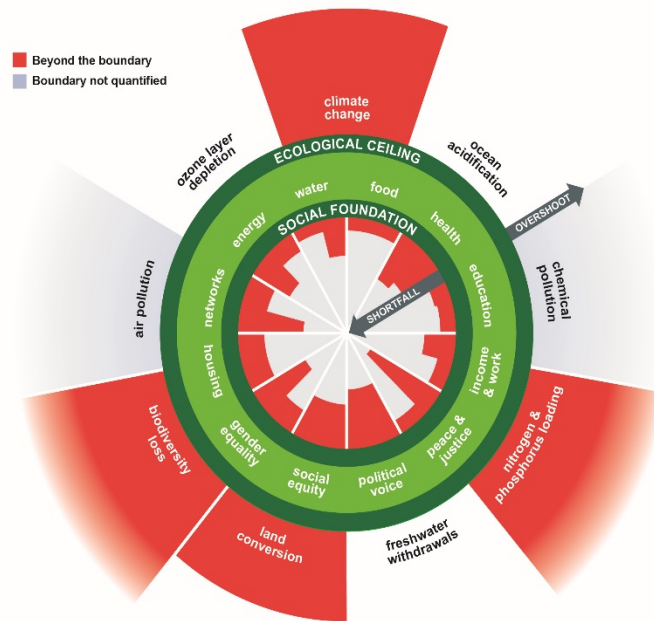 Beyond the boundary
Boundary not quantified
climate
change
ozone layer
depletion
ocean
acidification
ECOLOGICAL CEILING
water
food
energy
health
SOCIAL FOUNDATION
OVERSHOOT
networks
education
SHORTFALL
air pollution
chemical
pollution
housing
income
& work
biodiversity
loss
gender
equality
peace &
justice
nitrogen &
phosphorus loading
social
equity
political
voice
land
conversion
freshwater
withdrawals